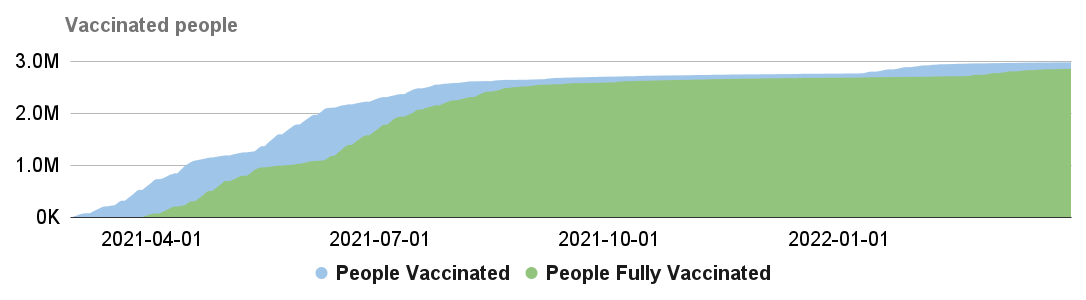 Vaccinated people
3.0M
2.0M
1.0M
0K
2021-04-01 2021-07-01 2021-10-01 2022-01-01
People Vaccinated People Fully Vaccinated